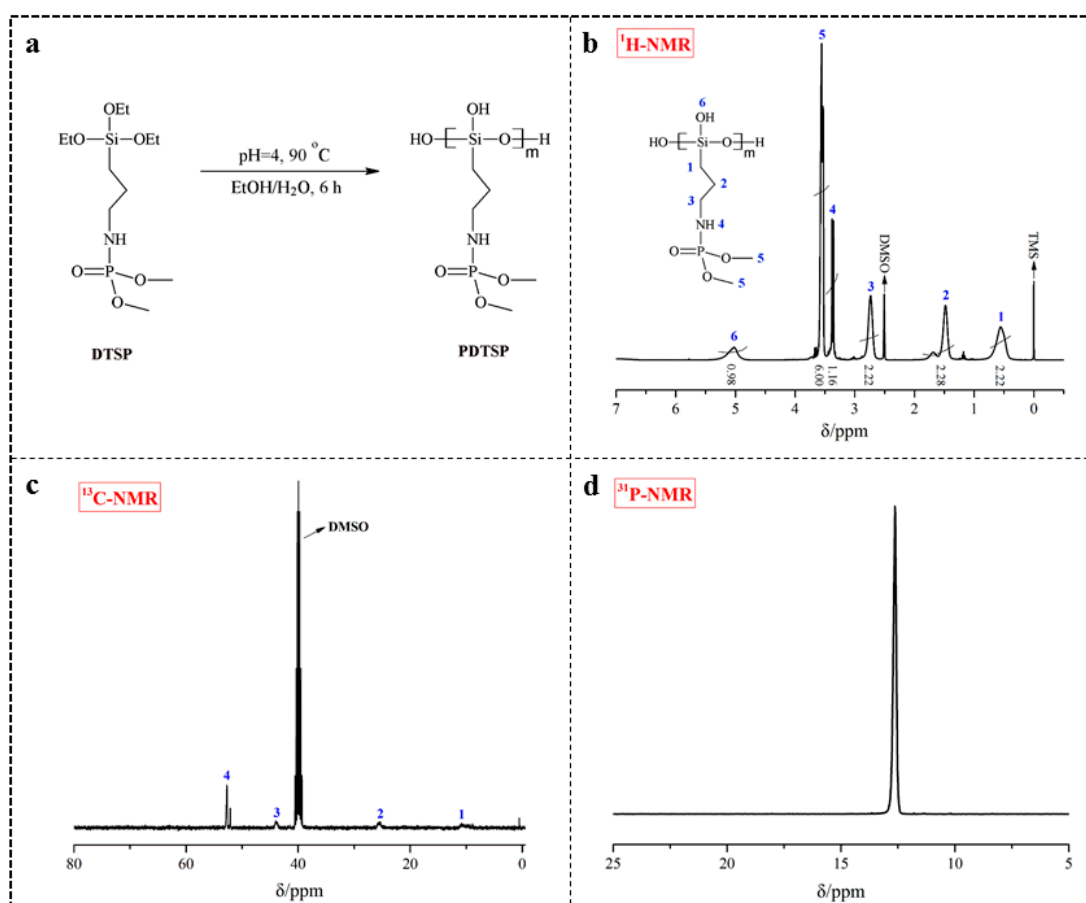 a
OEt
EtO
Si
OEt
NH
O
P
O
O
DTSP
pH=4, 90 °C
EtOH/H₂O, 6 h
OH
HO
Si
O
H
m
NH
O
P
O
O
PDTSP
b
¹H-NMR
6
OH
HO
Si
O
H
m
1
2
3
NH
4
O
P
O
5
O
5
5
4
3
DMSO
2
1
TMS
6
0.98
6.00
1.16
2.22
2.28
2.22
7 6 5 4 3 2 1 0
δ/ppm
c
¹³C-NMR
DMSO
4
3
2
1
80 60 40 20 0
δ/ppm
d
³¹P-NMR
25 20 15 10 5
δ/ppm